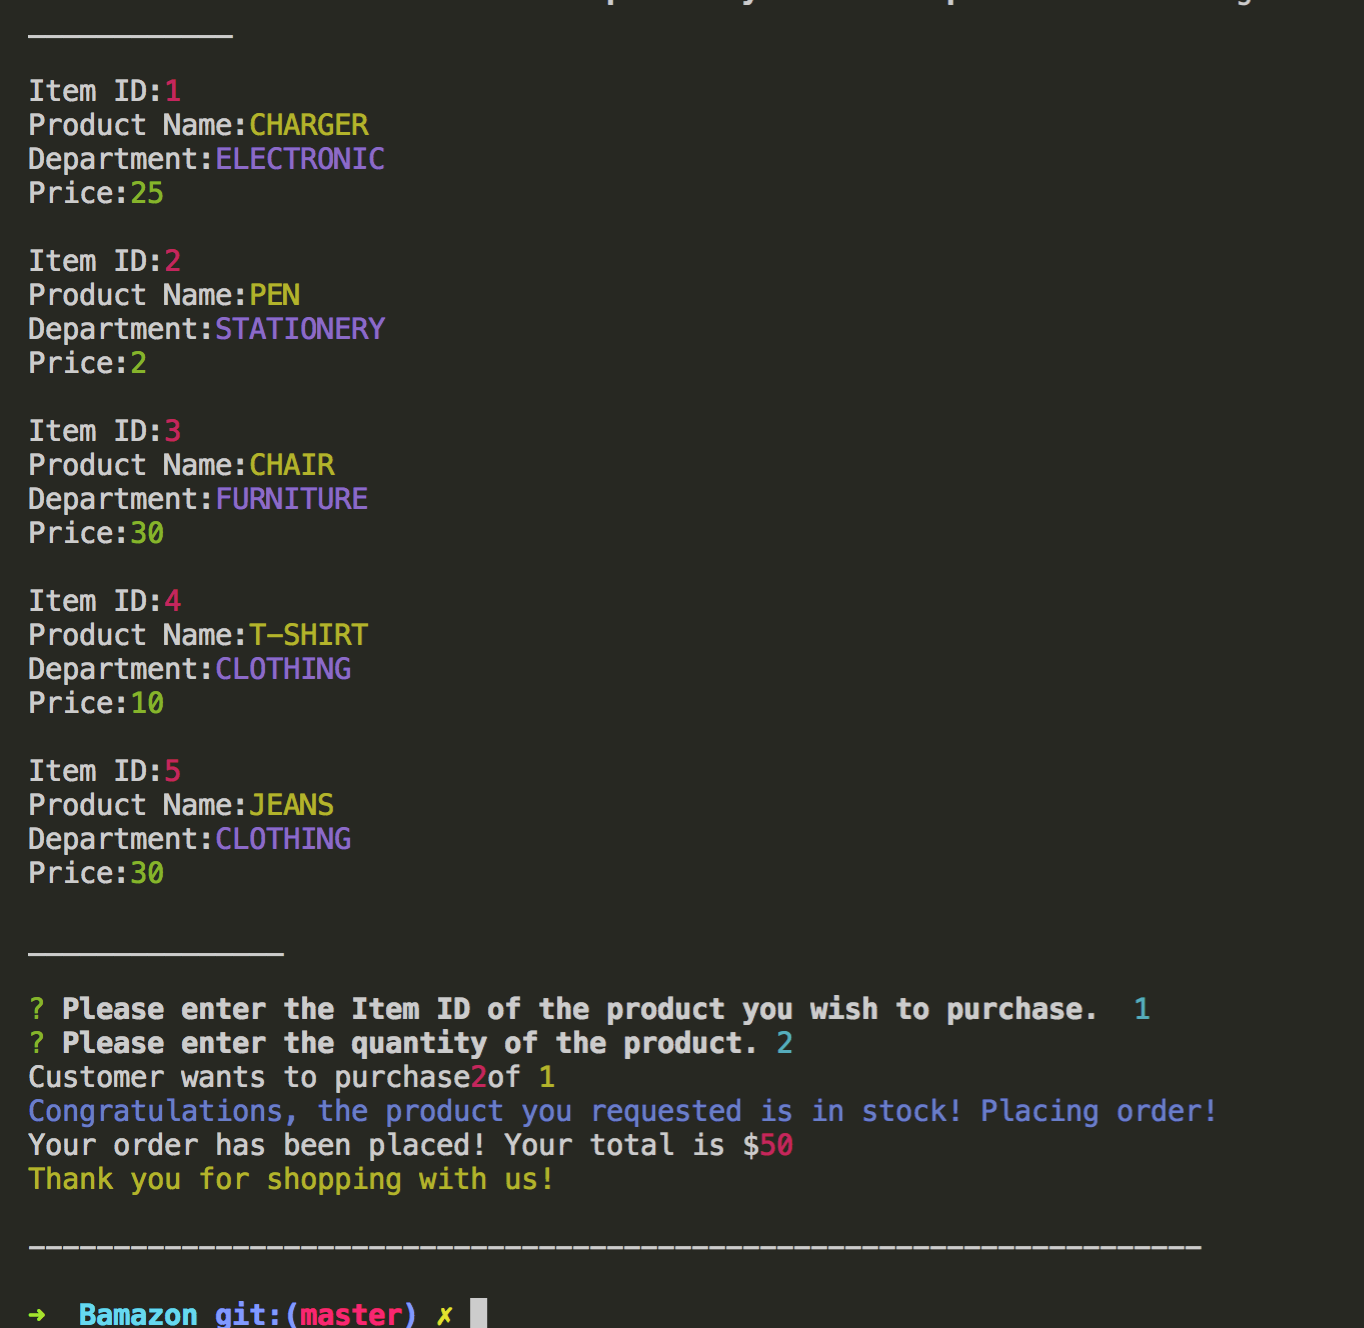 Item ID:1
Product Name:CHARGER
Department:ELECTRONIC
Price:25
Item ID:2
Product Name:PEN
Department:STATIONERY
Price:2
Item ID:3
Product Name:CHAIR
Department:FURNITURE
Price:30
Item ID:4
Product Name:T-SHIRT
Department:CLOTHING
Price:10
Item ID:5
Product Name:JEANS
Department:CLOTHING
Price:30
? Please enter the Item ID of the product you wish to purchase.  1
? Please enter the quantity of the product. 2
Customer wants to purchase2of 1
Congratulations, the product you requested is in stock! Placing order!
Your order has been placed! Your total is $50
Thank you for shopping with us!
---------------------------------------------------------------------
➜  Bamazon git:(master) ✗